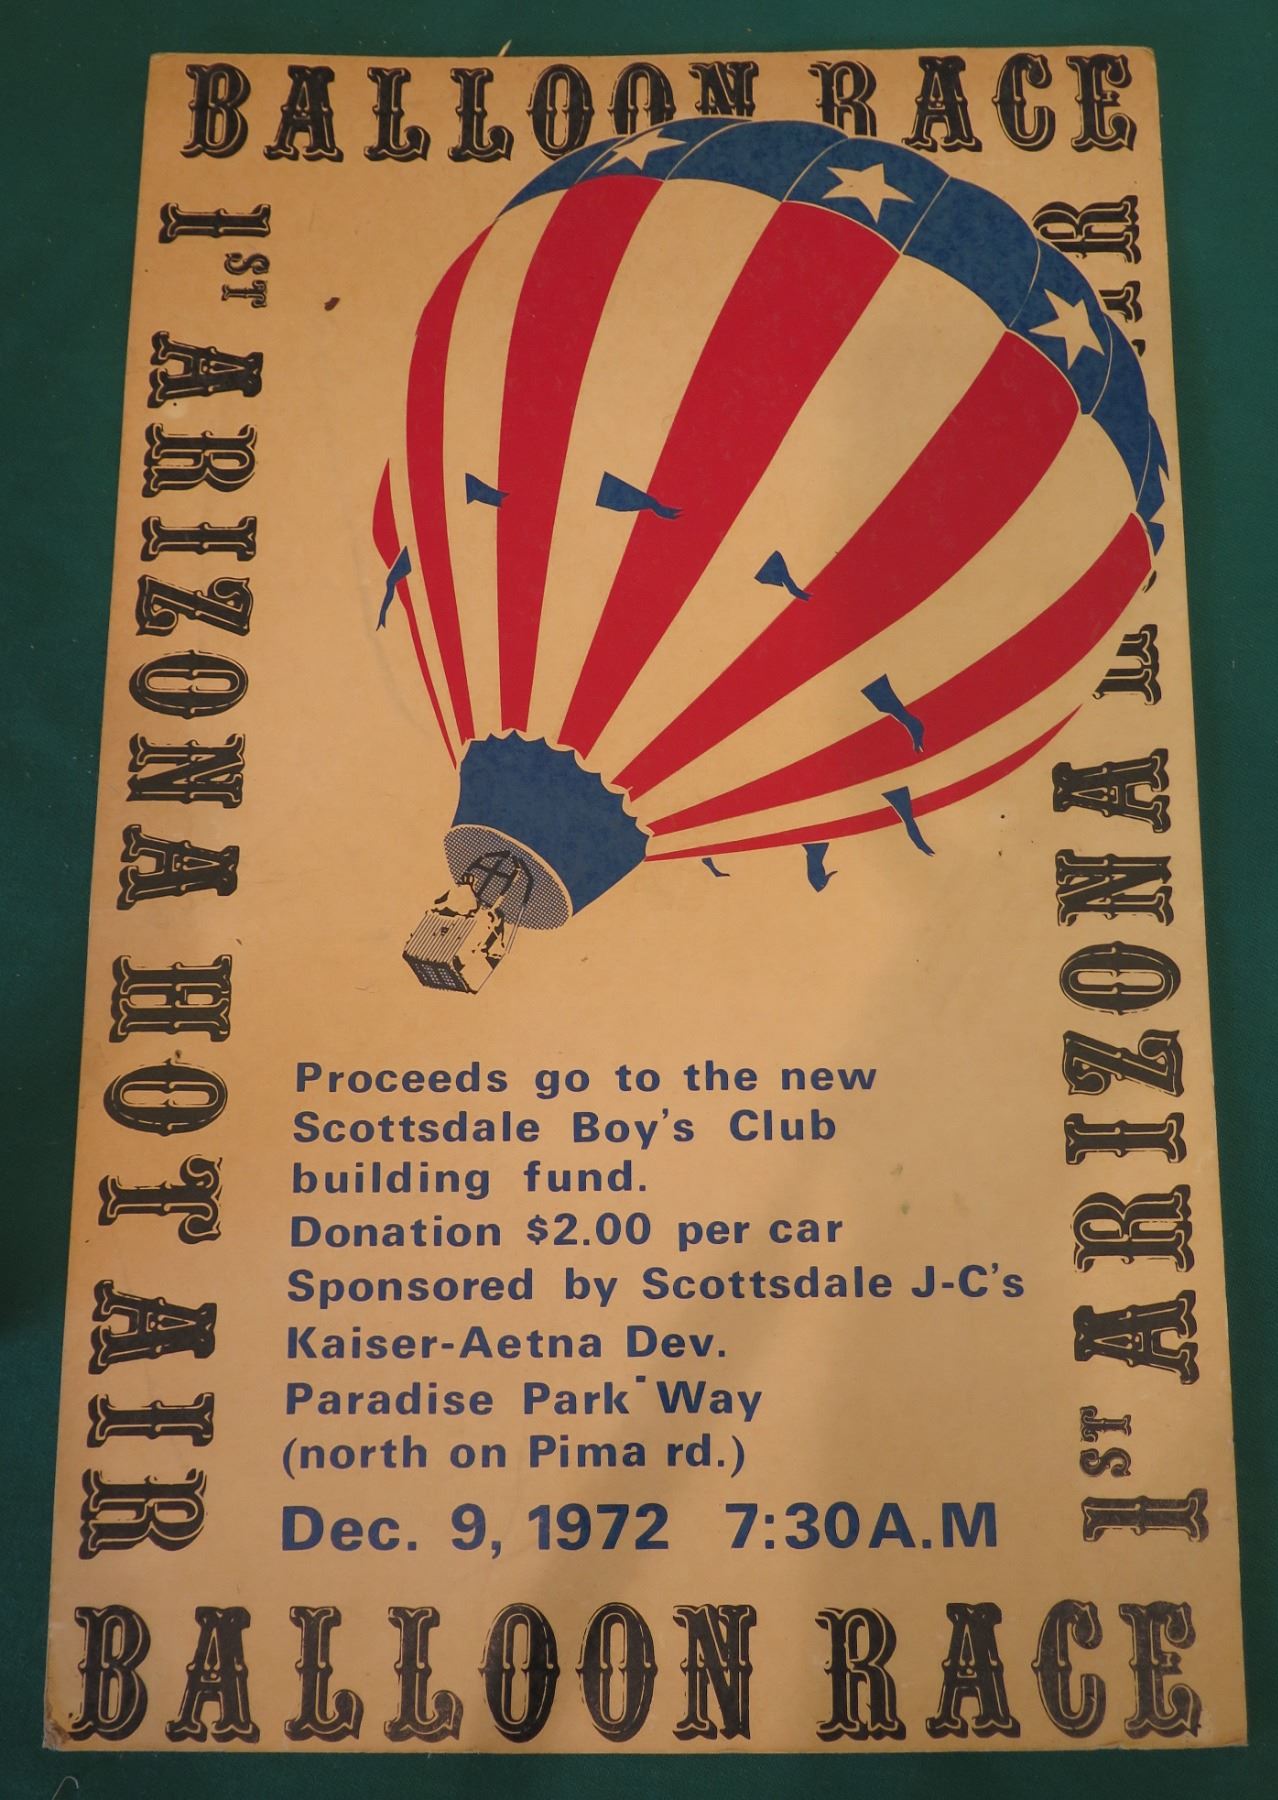 BALLOON RACE
1ST ARIZONA HOT AIR
1ST ARIZONA
Proceeds go to the new
Scottsdale Boy's Club
building fund.
Donation $2.00 per car
Sponsored by Scottsdale J-C's
Kaiser-Aetna Dev.
Paradise Park-Way
(north on Pima rd.)
Dec. 9, 1972 7:30A.M
BALLOON RACE